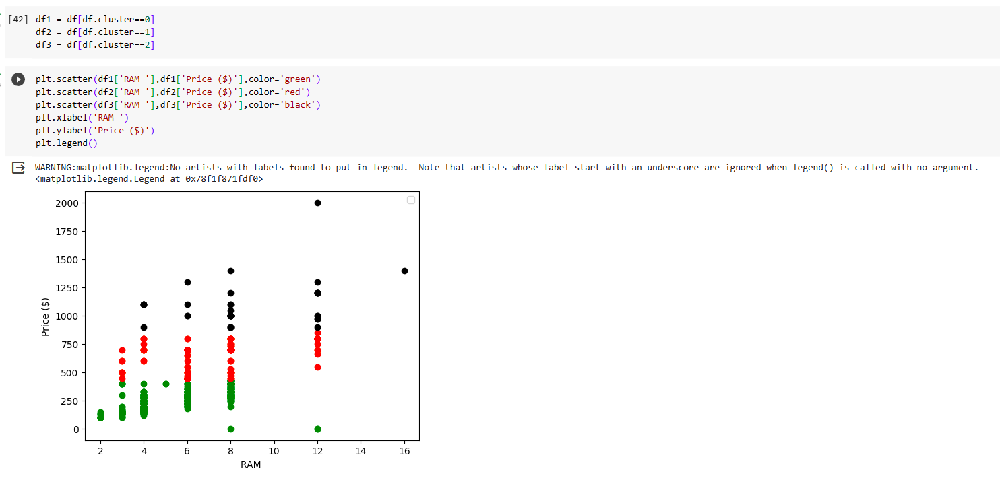 [42] df1 = df[df.cluster==0]
df2 = df[df.cluster==1]
df3 = df[df.cluster==2]
plt.scatter(df1['RAM '],df1['Price ($)'],color='green')
plt.scatter(df2['RAM '],df2['Price ($)'],color='red')
plt.scatter(df3['RAM '],df3['Price ($)'],color='black')
plt.xlabel('RAM ')
plt.ylabel('Price ($)')
plt.legend()
WARNING:matplotlib.legend:No artists with labels found to put in legend.  Note that artists whose label start with an underscore are ignored when legend() is called with no argument.
<matplotlib.legend.Legend at 0x78f1f871fdf0>
2000
1750
1500
1250
1000
750
500
250
0
Price ($)
2 4 6 8 10 12 14 16
RAM